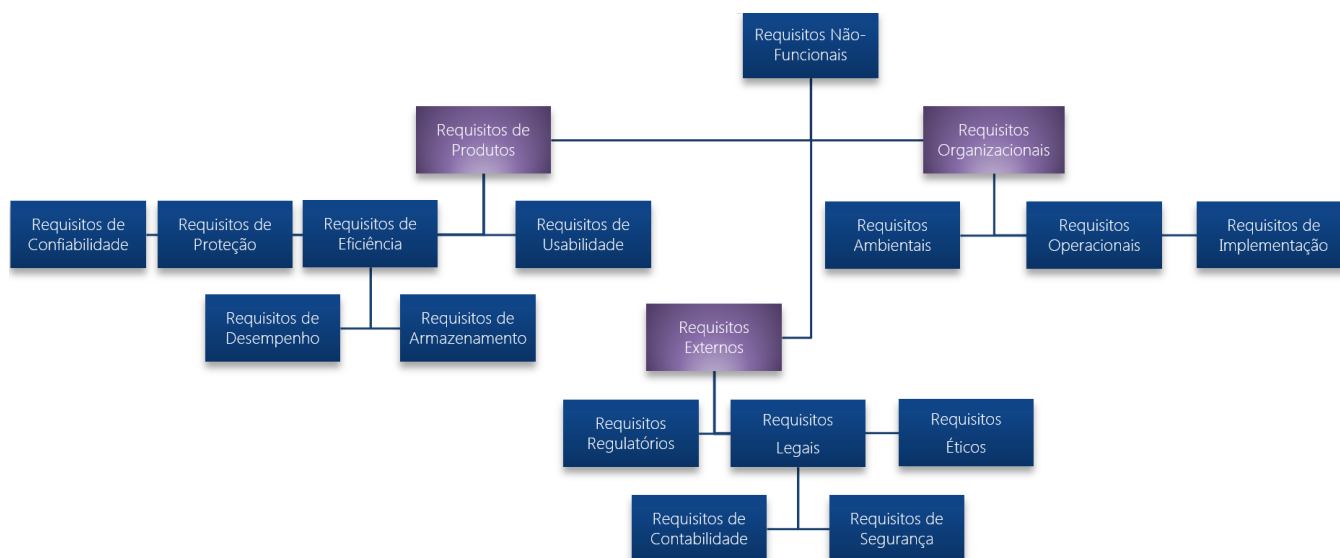 Requisitos Não-
Funcionais
Requisitos de
Produtos
Requisitos
Organizacionais
Requisitos de
Confiabilidade
Requisitos de
Proteção
Requisitos de
Eficiência
Requisitos de
Usabilidade
Requisitos
Ambientais
Requisitos
Operacionais
Requisitos de
Implementação
Requisitos de
Desempenho
Requisitos de
Armazenamento
Requisitos
Externos
Requisitos
Regulatórios
Requisitos
Legais
Requisitos
Éticos
Requisitos de
Contabilidade
Requisitos de
Segurança